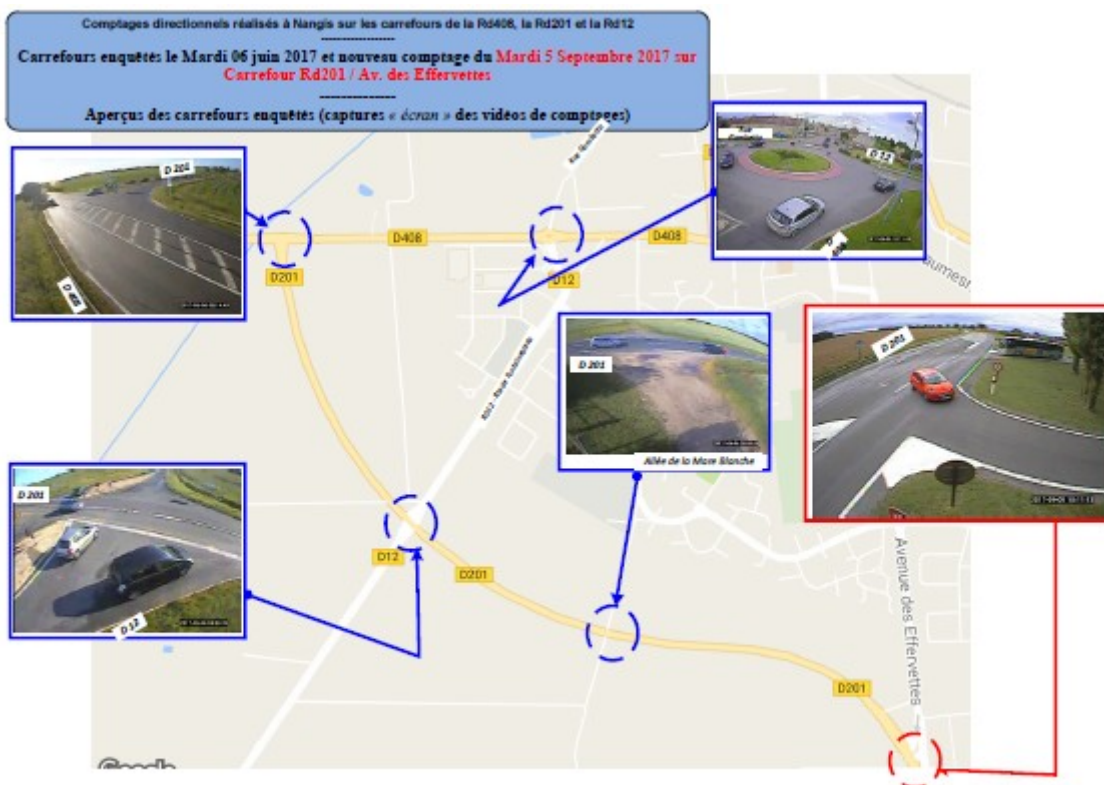 Comptages directionnels réalisés à Nangis sur les carrefours de la Rd408, la Rd201 et la Rd12
Carrefours enquêtés le Mardi 06 juin 2017 et nouveau comptage du Mardi 5 Septembre 2017 sur
Carrefour Rd201 / Av. des Effervettes
Aperçus des carrefours enquêtés (captures « écran » des vidéos de comptages)
D 201
D 12
D408
D408
D201
D12
D 201
D 201
Allée de la Mare Blanche
D 201
D12
D201
D 12
Avenue des Effervettes
D201
Google